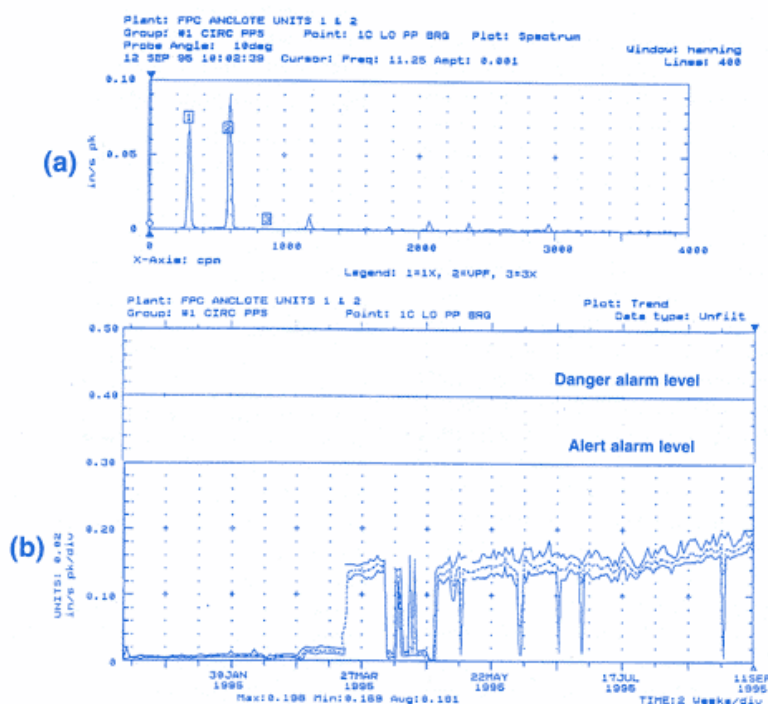 Plant: FPC ANCLOTE UNITS 1 & 2
Group: #1 CIRC PPS Point: 1C LO PP BRG Plot: Spectrum
Probe Angle: 10deg Window: hanning
12 SEP 95 10:02:39 Cursor: Freq: 11.25 Ampt: 0.001 Lines: 400
0.10
1
2
(a)
in/s pk
0.05
3
0
0 1000 2000 3000 4000
X-Axis: cpm
Legend: 1=1X, 2=VPF, 3=3X
Plant: FPC ANCLOTE UNITS 1 & 2 Plot: Trend
Group: #1 CIRC PPS Point: 1C LO PP BRG Data type: Unfilt
0.50
Danger alarm level
0.40
Alert alarm level
0.30
(b)
UNITS: 0.02
in/s pk/div
0.20
0.10
0
30JAN 27MAR 22MAY 17JUL 11SEP
1995 1995 1995 1995 1995
Max:0.198 Min:0.169 Avg:0.181 TIME:2 Weeks/div